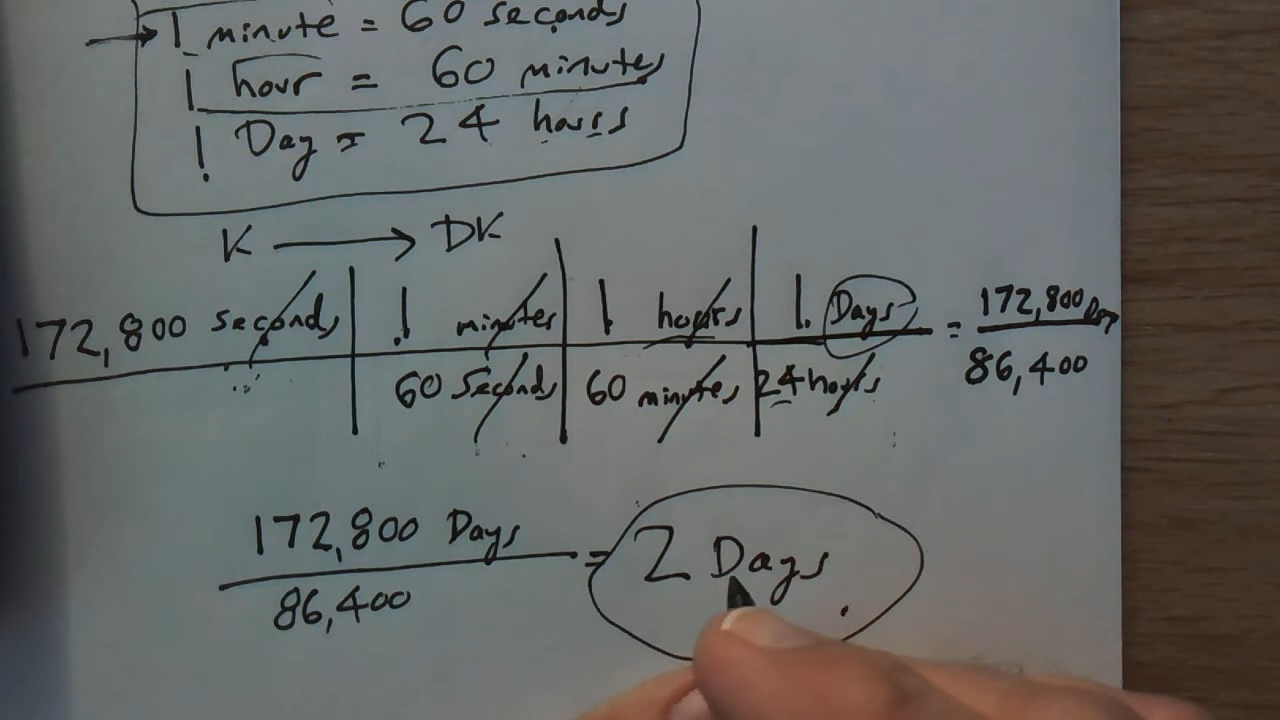 1 minute = 60 seconds
1 hour = 60 minutes
1 Day = 24 hours
K → DK
172,800 seconds 1 minutes 1 hours 1 Days = 172,800 Day
60 seconds 60 minutes 24 hours 86,400
172,800 Days = 2 Days
86,400